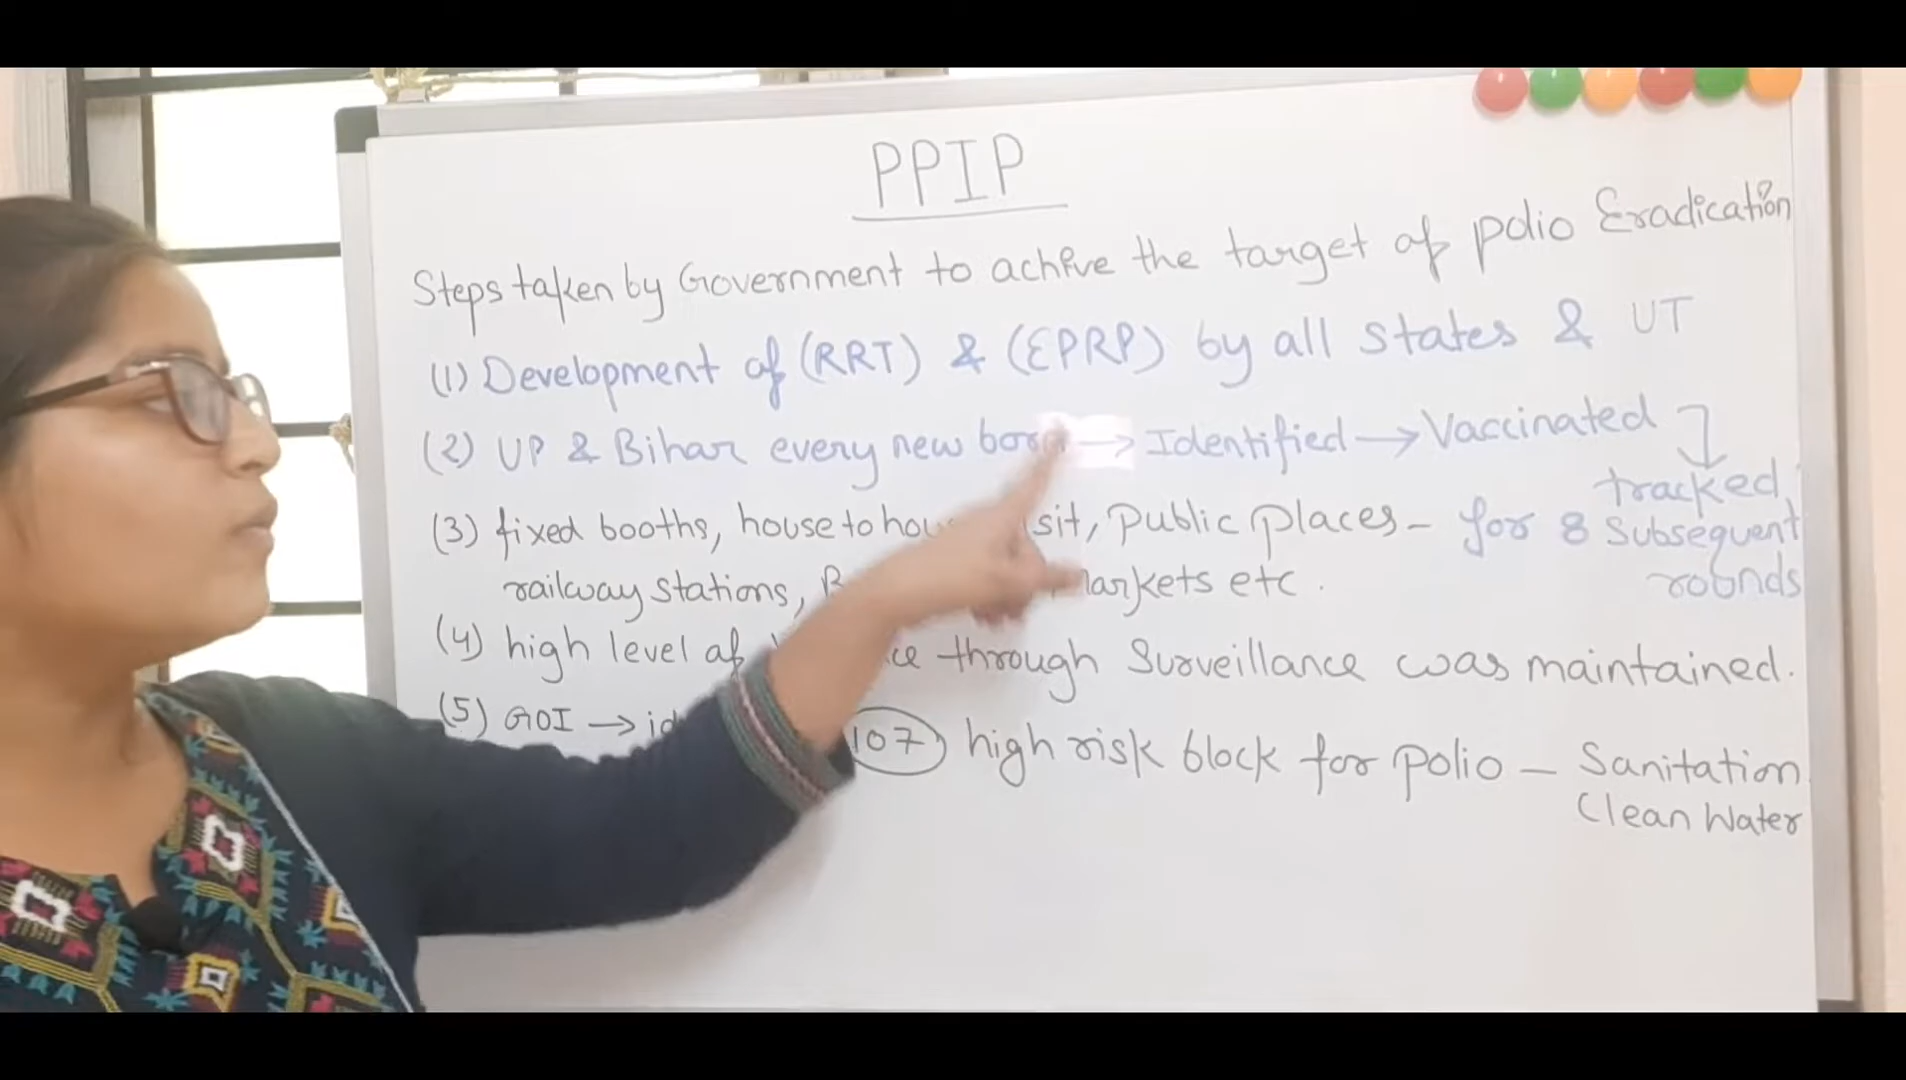 PPIP
Steps taken by Government to achive the target of polio Eradication
(1) Development of (RRT) & (EPRP) by all states & UT
(2) UP & Bihar every new born → Identified → Vaccinated
tracked
for 8 Subsequent
rounds
(3) fixed booths, house to house sit, Public places -
railway stations, markets etc.
(4) high level of through Surveillance was maintained.
(5) GOI → 107 high risk block for polio - Sanitation
Clean Water